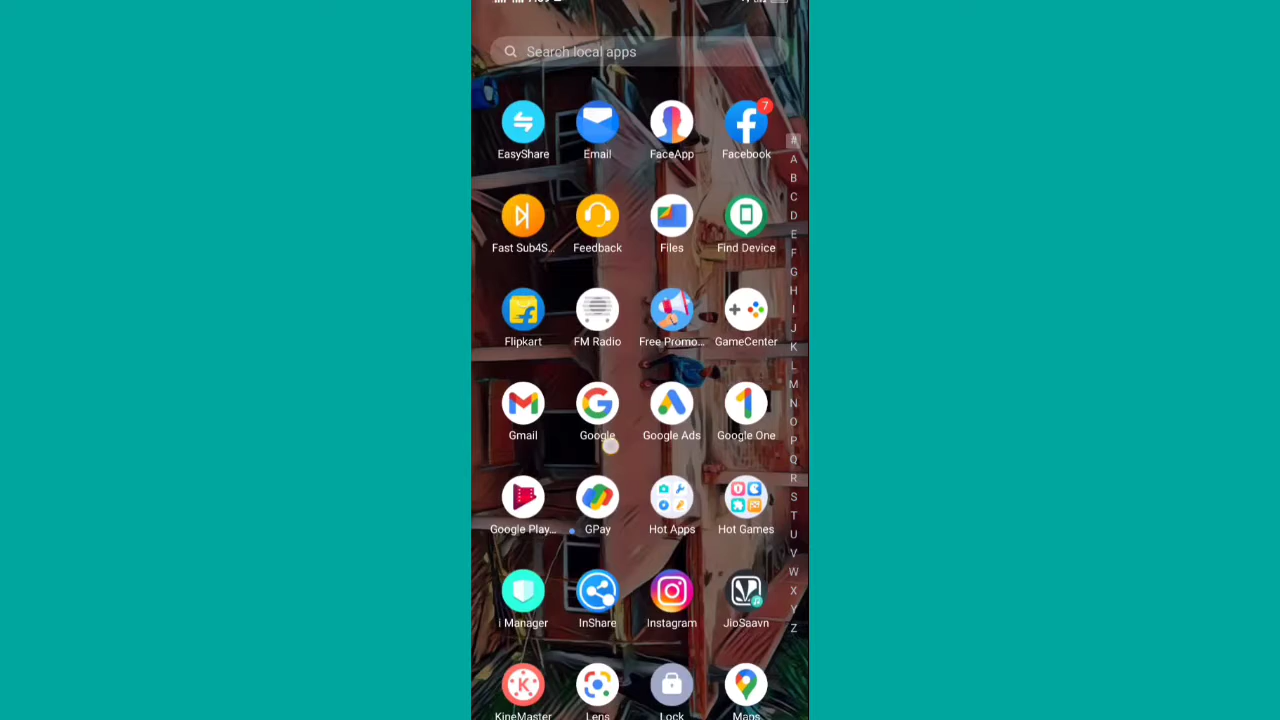 Search local apps
EasyShare
Email
FaceApp
7
Facebook
Fast Sub4S...
Feedback
Files
Find Device
Flipkart
FM Radio
Free Promo...
GameCenter
Gmail
Google
Google Ads
Google One
Google Play...
GPay
Hot Apps
Hot Games
i Manager
InShare
Instagram
JioSaavn
KineMaster
Lens
Lock
Maps
#
A
B
C
D
E
F
G
H
I
J
K
L
M
N
O
P
Q
R
S
T
U
V
W
X
Y
Z